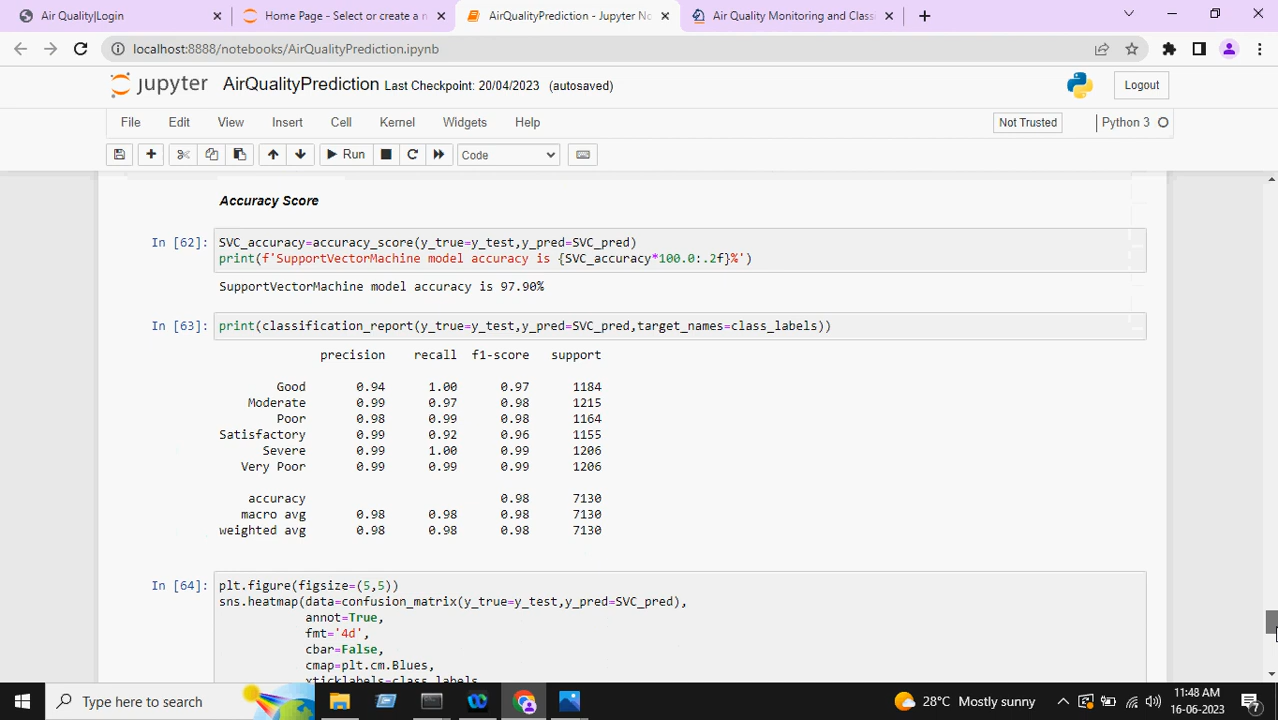 Air Quality|Login
Home Page - Select or create a n
AirQualityPrediction - Jupyter No
Air Quality Monitoring and Class
localhost:8888/notebooks/AirQualityPrediction.ipynb
jupyter AirQualityPrediction Last Checkpoint: 20/04/2023 (autosaved)
Logout
File Edit View Insert Cell Kernel Widgets Help
Not Trusted
Python 3
Run
Code
Accuracy Score
In [62]: SVC_accuracy=accuracy_score(y_true=y_test,y_pred=SVC_pred)
print(f'SupportVectorMachine model accuracy is {SVC_accuracy*100.0:.2f}%')
SupportVectorMachine model accuracy is 97.90%
In [63]: print(classification_report(y_true=y_test,y_pred=SVC_pred,target_names=class_labels))
precision recall f1-score support
Good 0.94 1.00 0.97 1184
Moderate 0.99 0.97 0.98 1215
Poor 0.98 0.99 0.98 1164
Satisfactory 0.99 0.92 0.96 1155
Severe 0.99 1.00 0.99 1206
Very Poor 0.99 0.99 0.99 1206
accuracy 0.98 7130
macro avg 0.98 0.98 0.98 7130
weighted avg 0.98 0.98 0.98 7130
In [64]: plt.figure(figsize=(5,5))
sns.heatmap(data=confusion_matrix(y_true=y_test,y_pred=SVC_pred),
annot=True,
fmt='4d',
cbar=False,
cmap=plt.cm.Blues,
xticklabels=class_labels
Type here to search
28°C Mostly sunny
11:48 AM
16-06-2023
7